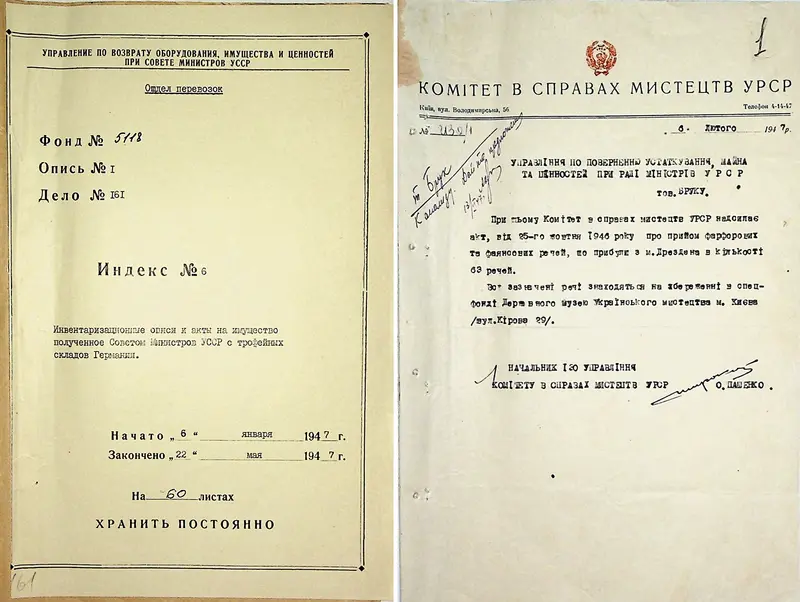 УПРАВЛЕНИЕ ПО ВОЗВРАТУ ОБОРУДОВАНИЯ, ИМУЩЕСТВА И ЦЕННОСТЕЙ
ПРИ СОВЕТЕ МИНИСТРОВ УССР
Отдел перевозок
Фонд № 5118
Опись № I
Дело № 161
Индекс № 6
Инвентаризационные описи и акты на имущество
полученное Советом Министров УССР с трофейных
складов Германии.
Начато „ 6 “ января 1947 г.
Закончено „22 “ мая 1947 г.
На 60 листах
ХРАНИТЬ ПОСТОЯННО
161
1
КОМІТЕТ В СПРАВАХ МИСТЕЦТВ УРСР
Київ, вул. Володимирська, 56
Телефон 4-14-47
№
6. Лютого 1947р.
т Брук
УПРАВЛІННЯ ПО ПОВЕРНЕННЮ УСТАТКУВАННЯ, МАЙНА
ТА ЦІННОСТЕЙ ПРИ РАДІ МІНІСТРІВ У Р С Р
тов. БРУКУ.
При цьому Комітет в справах мистецтв УРСР надсилає
акт, від 25-го жовтня 1946 року про прийом фарфорових
та фаянсових речей, що прибули з м.Дрездена в кількості
63 речей.
Всі зазначені речі знаходяться на збереженні в спец-
фонді Державного музею Українського мистецтва м. Києва
/вул.Кірова 29/.
НАЧАЛЬНИК ІЗО УПРАВЛІННЯ
КОМІТЕТУ В СПРАВАХ МИСТЕЦТВ УРСР О.ПАЩЕНКО.